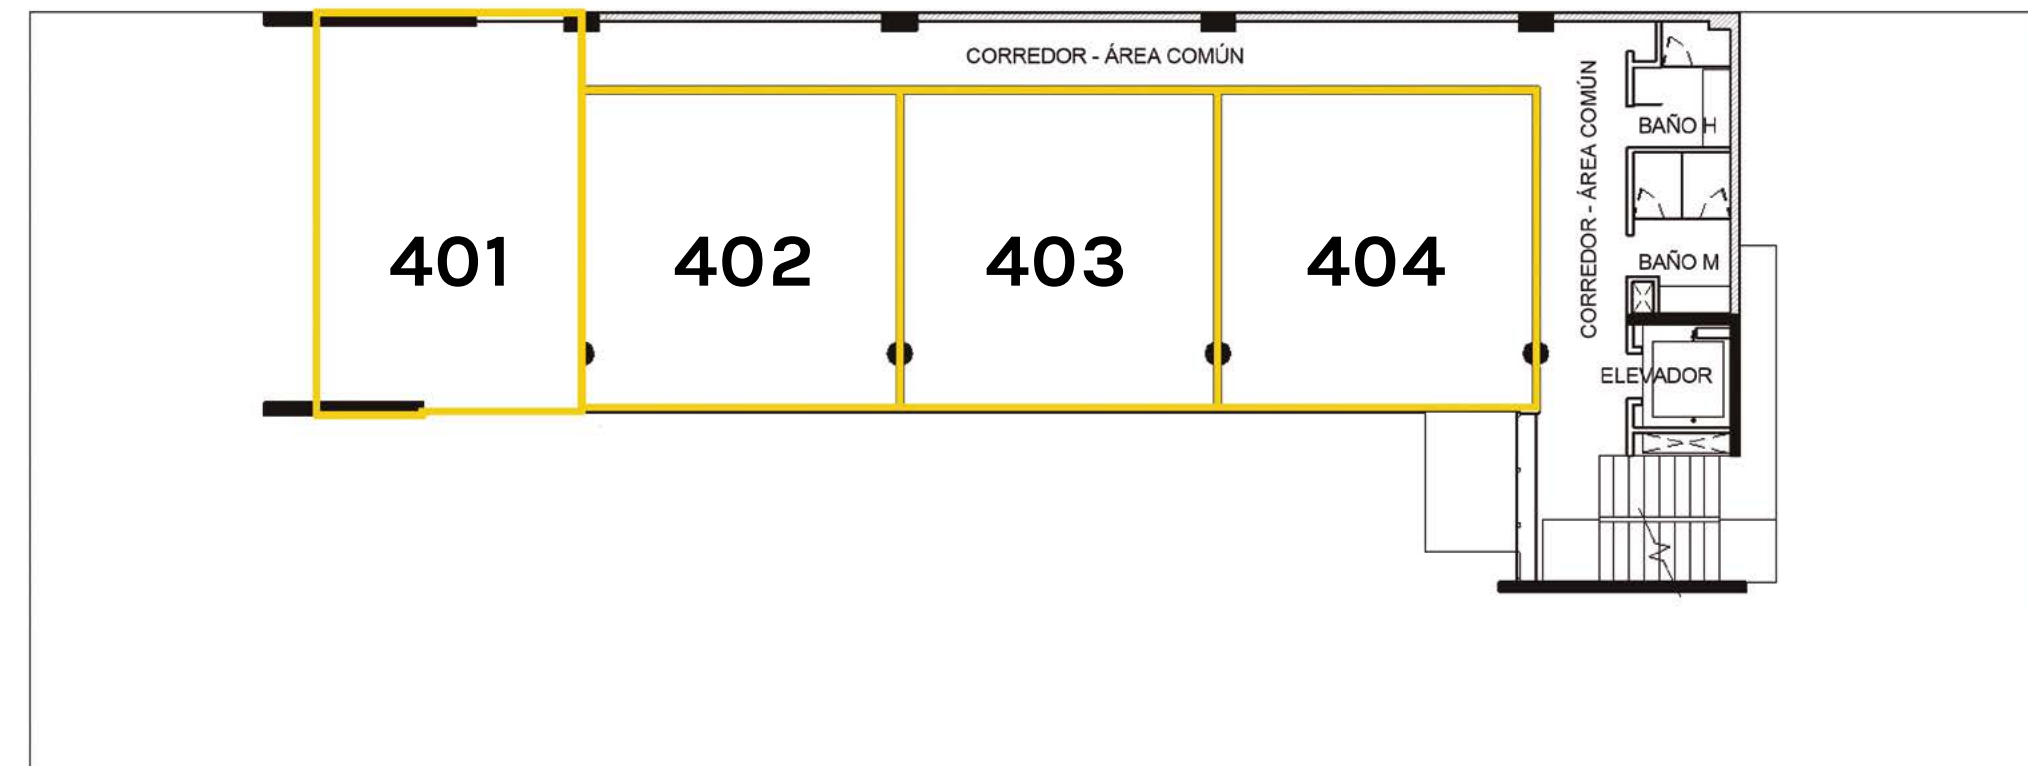 CORREDOR - ÁREA COMÚN
CORREDOR - ÁREA COMÚN
BAÑO H
401
402
403
404
BAÑO M
ELEVADOR